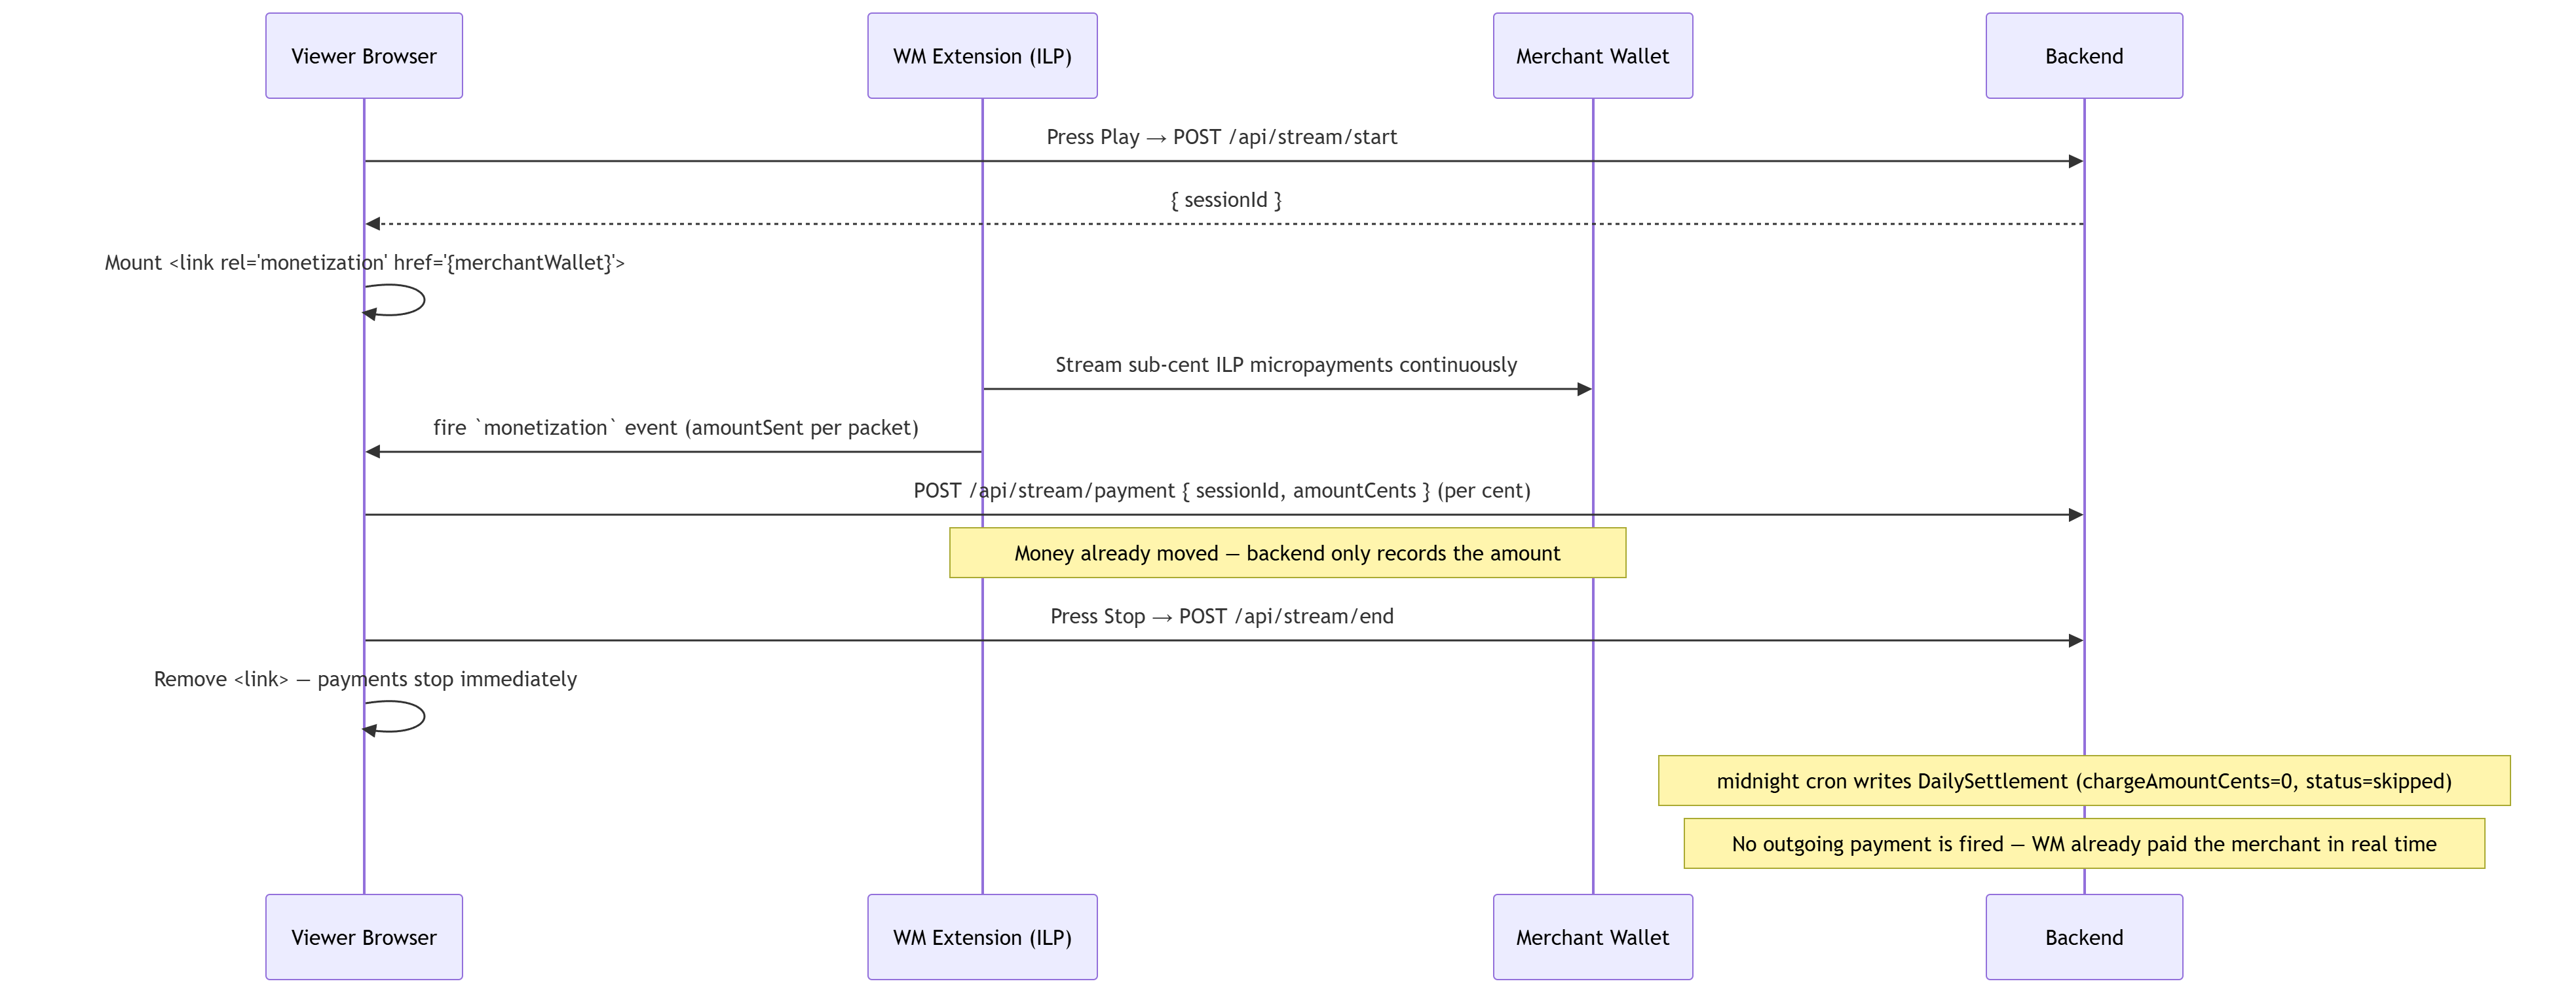 Viewer Browser
WM Extension (ILP)
Merchant Wallet
Backend
Press Play → POST /api/stream/start
{ sessionId }
Mount <link rel='monetization' href='{merchantWallet}'>
Stream sub-cent ILP micropayments continuously
fire `monetization` event (amountSent per packet)
POST /api/stream/payment { sessionId, amountCents } (per cent)
Money already moved — backend only records the amount
Press Stop → POST /api/stream/end
Remove <link> — payments stop immediately
midnight cron writes DailySettlement (chargeAmountCents=0, status=skipped)
No outgoing payment is fired — WM already paid the merchant in real time
Viewer Browser
WM Extension (ILP)
Merchant Wallet
Backend